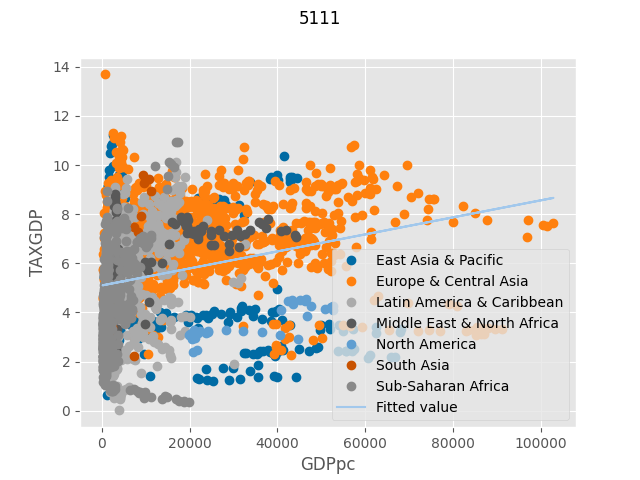 5111
14
12
10
8
6
4
2
0
TAXGDP
East Asia & Pacific
Europe & Central Asia
Latin America & Caribbean
Middle East & North Africa
North America
South Asia
Sub-Saharan Africa
Fitted value
0 20000 40000 60000 80000 100000
GDPpc